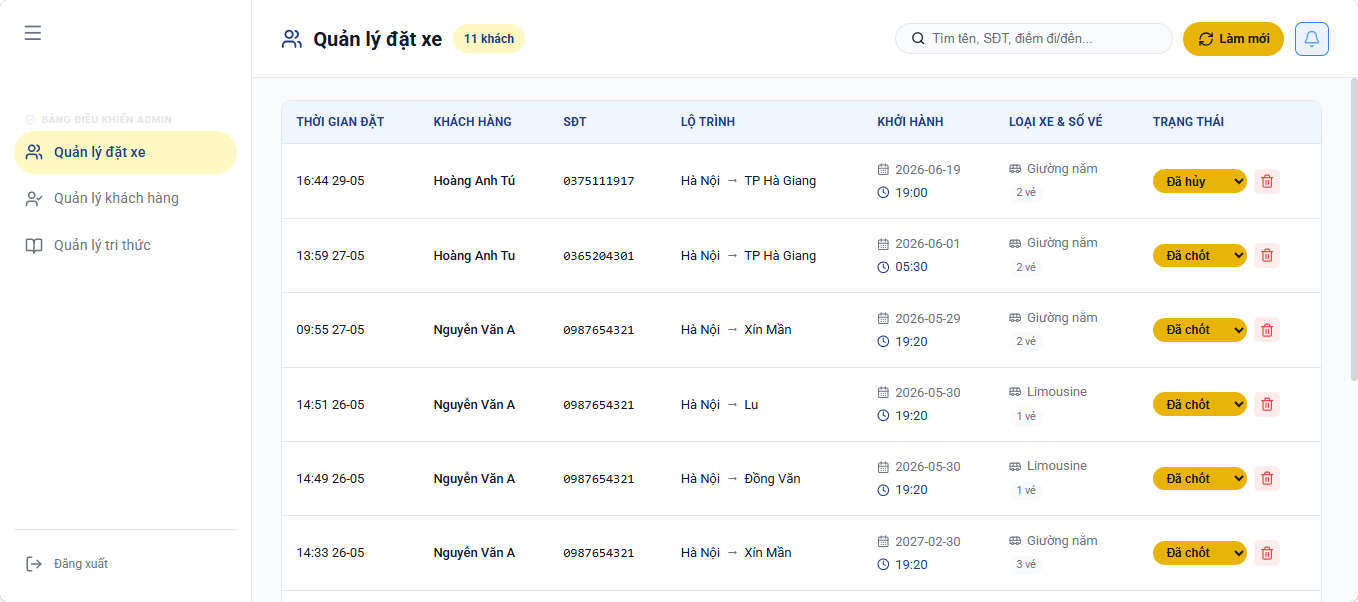 Quản lý đặt xe
11 khách
Tìm tên, SĐT, điểm đi/đến...
Làm mới
BẢNG ĐIỀU KHIỂN ADMIN
Quản lý đặt xe
Quản lý khách hàng
Quản lý tri thức
Đăng xuất
THỜI GIAN ĐẶT KHÁCH HÀNG SĐT LỘ TRÌNH KHỞI HÀNH LOẠI XE & SỐ VÉ TRẠNG THÁI
16:44 29-05 Hoàng Anh Tú 0375111917 Hà Nội → TP Hà Giang 2026-06-19 19:00 Giường nằm 2 vé Đã hủy
13:59 27-05 Hoàng Anh Tu 0365204301 Hà Nội → TP Hà Giang 2026-06-01 05:30 Giường nằm 2 vé Đã chốt
09:55 27-05 Nguyễn Văn A 0987654321 Hà Nội → Xín Mần 2026-05-29 19:20 Giường nằm 2 vé Đã chốt
14:51 26-05 Nguyễn Văn A 0987654321 Hà Nội → Lu 2026-05-30 19:20 Limousine 1 vé Đã chốt
14:49 26-05 Nguyễn Văn A 0987654321 Hà Nội → Đồng Văn 2026-05-30 19:20 Limousine 1 vé Đã chốt
14:33 26-05 Nguyễn Văn A 0987654321 Hà Nội → Xín Mần 2027-02-30 19:20 Giường nằm 3 vé Đã chốt